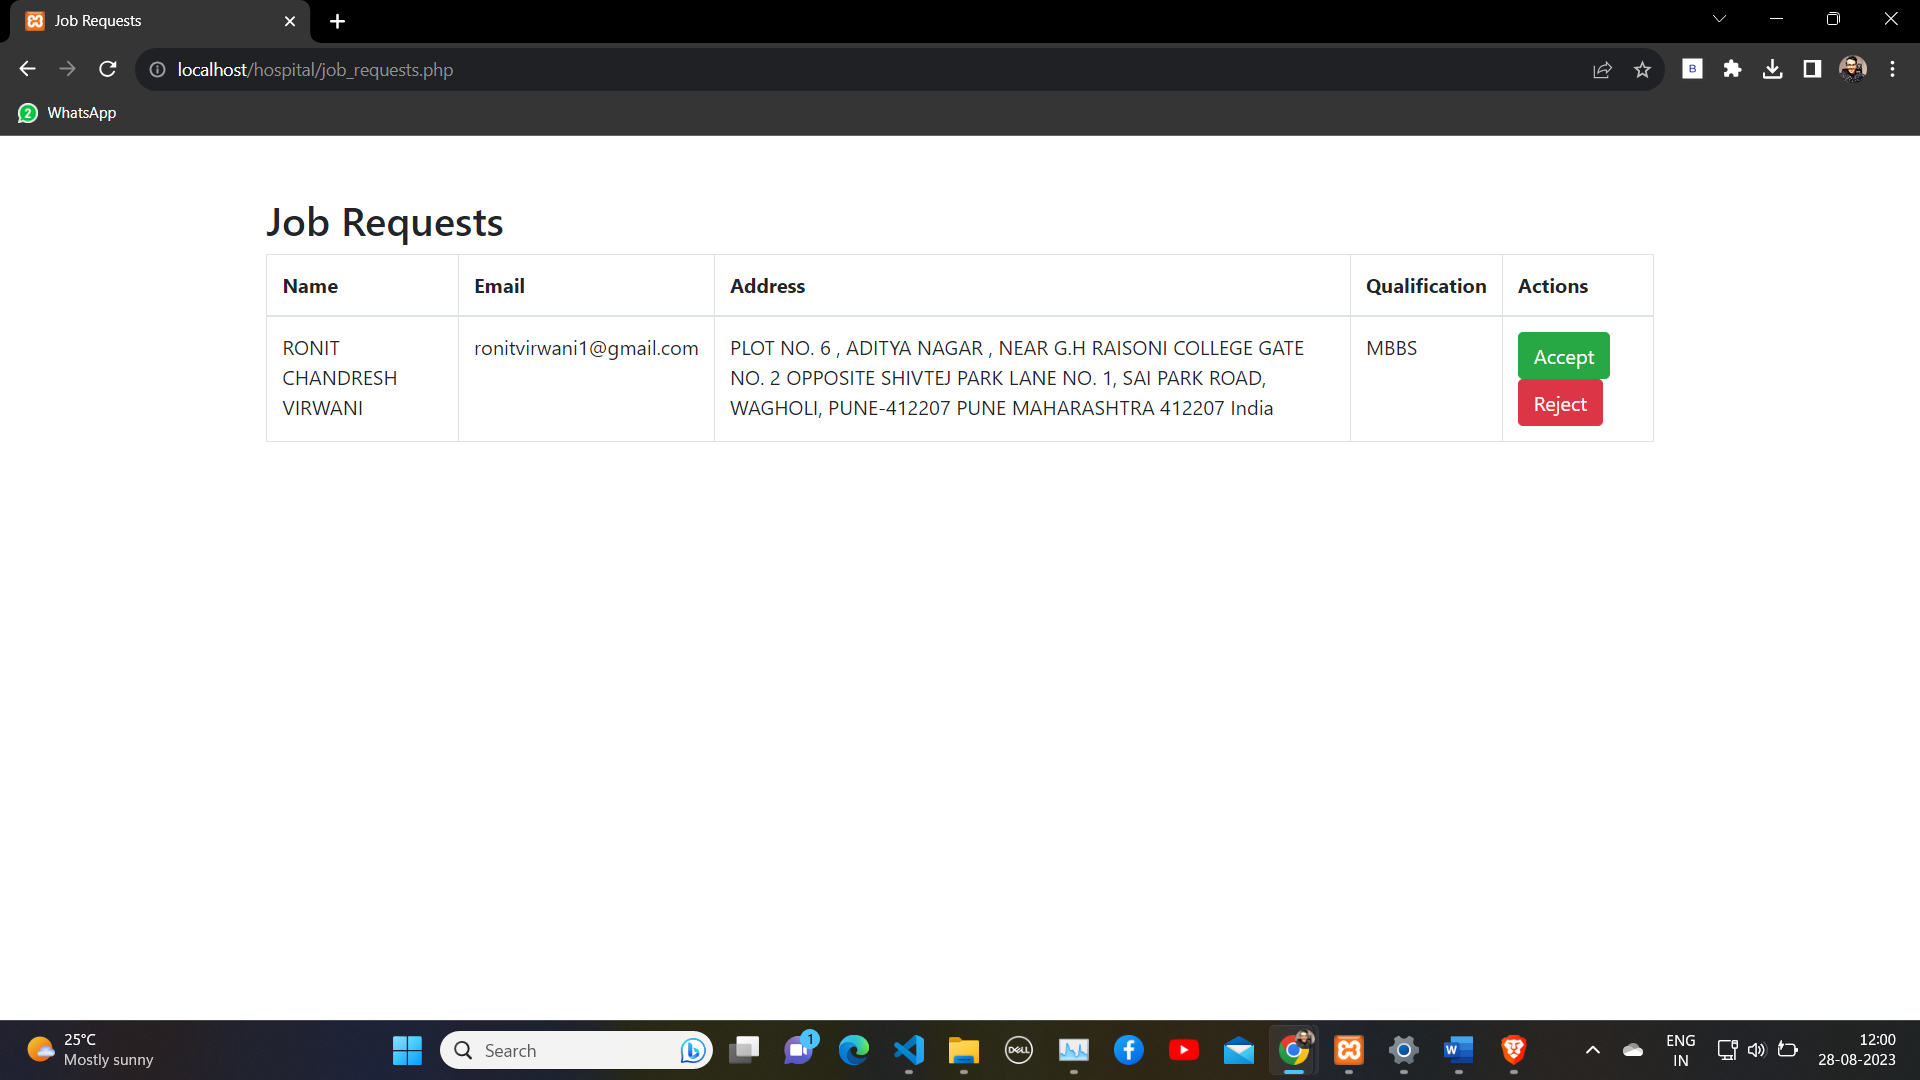 Job Requests
localhost/hospital/job_requests.php
B
2 WhatsApp
Job Requests
Name Email Address Qualification Actions
RONIT CHANDRESH VIRWANI
ronitvirwani1@gmail.com
PLOT NO. 6 , ADITYA NAGAR , NEAR G.H RAISONI COLLEGE GATE
NO. 2 OPPOSITE SHIVTEJ PARK LANE NO. 1, SAI PARK ROAD,
WAGHOLI, PUNE-412207 PUNE MAHARASHTRA 412207 India
MBBS
Accept
Reject
25°C
Mostly sunny
Search
1
DELL
W
ENG
IN
12:00
28-08-2023